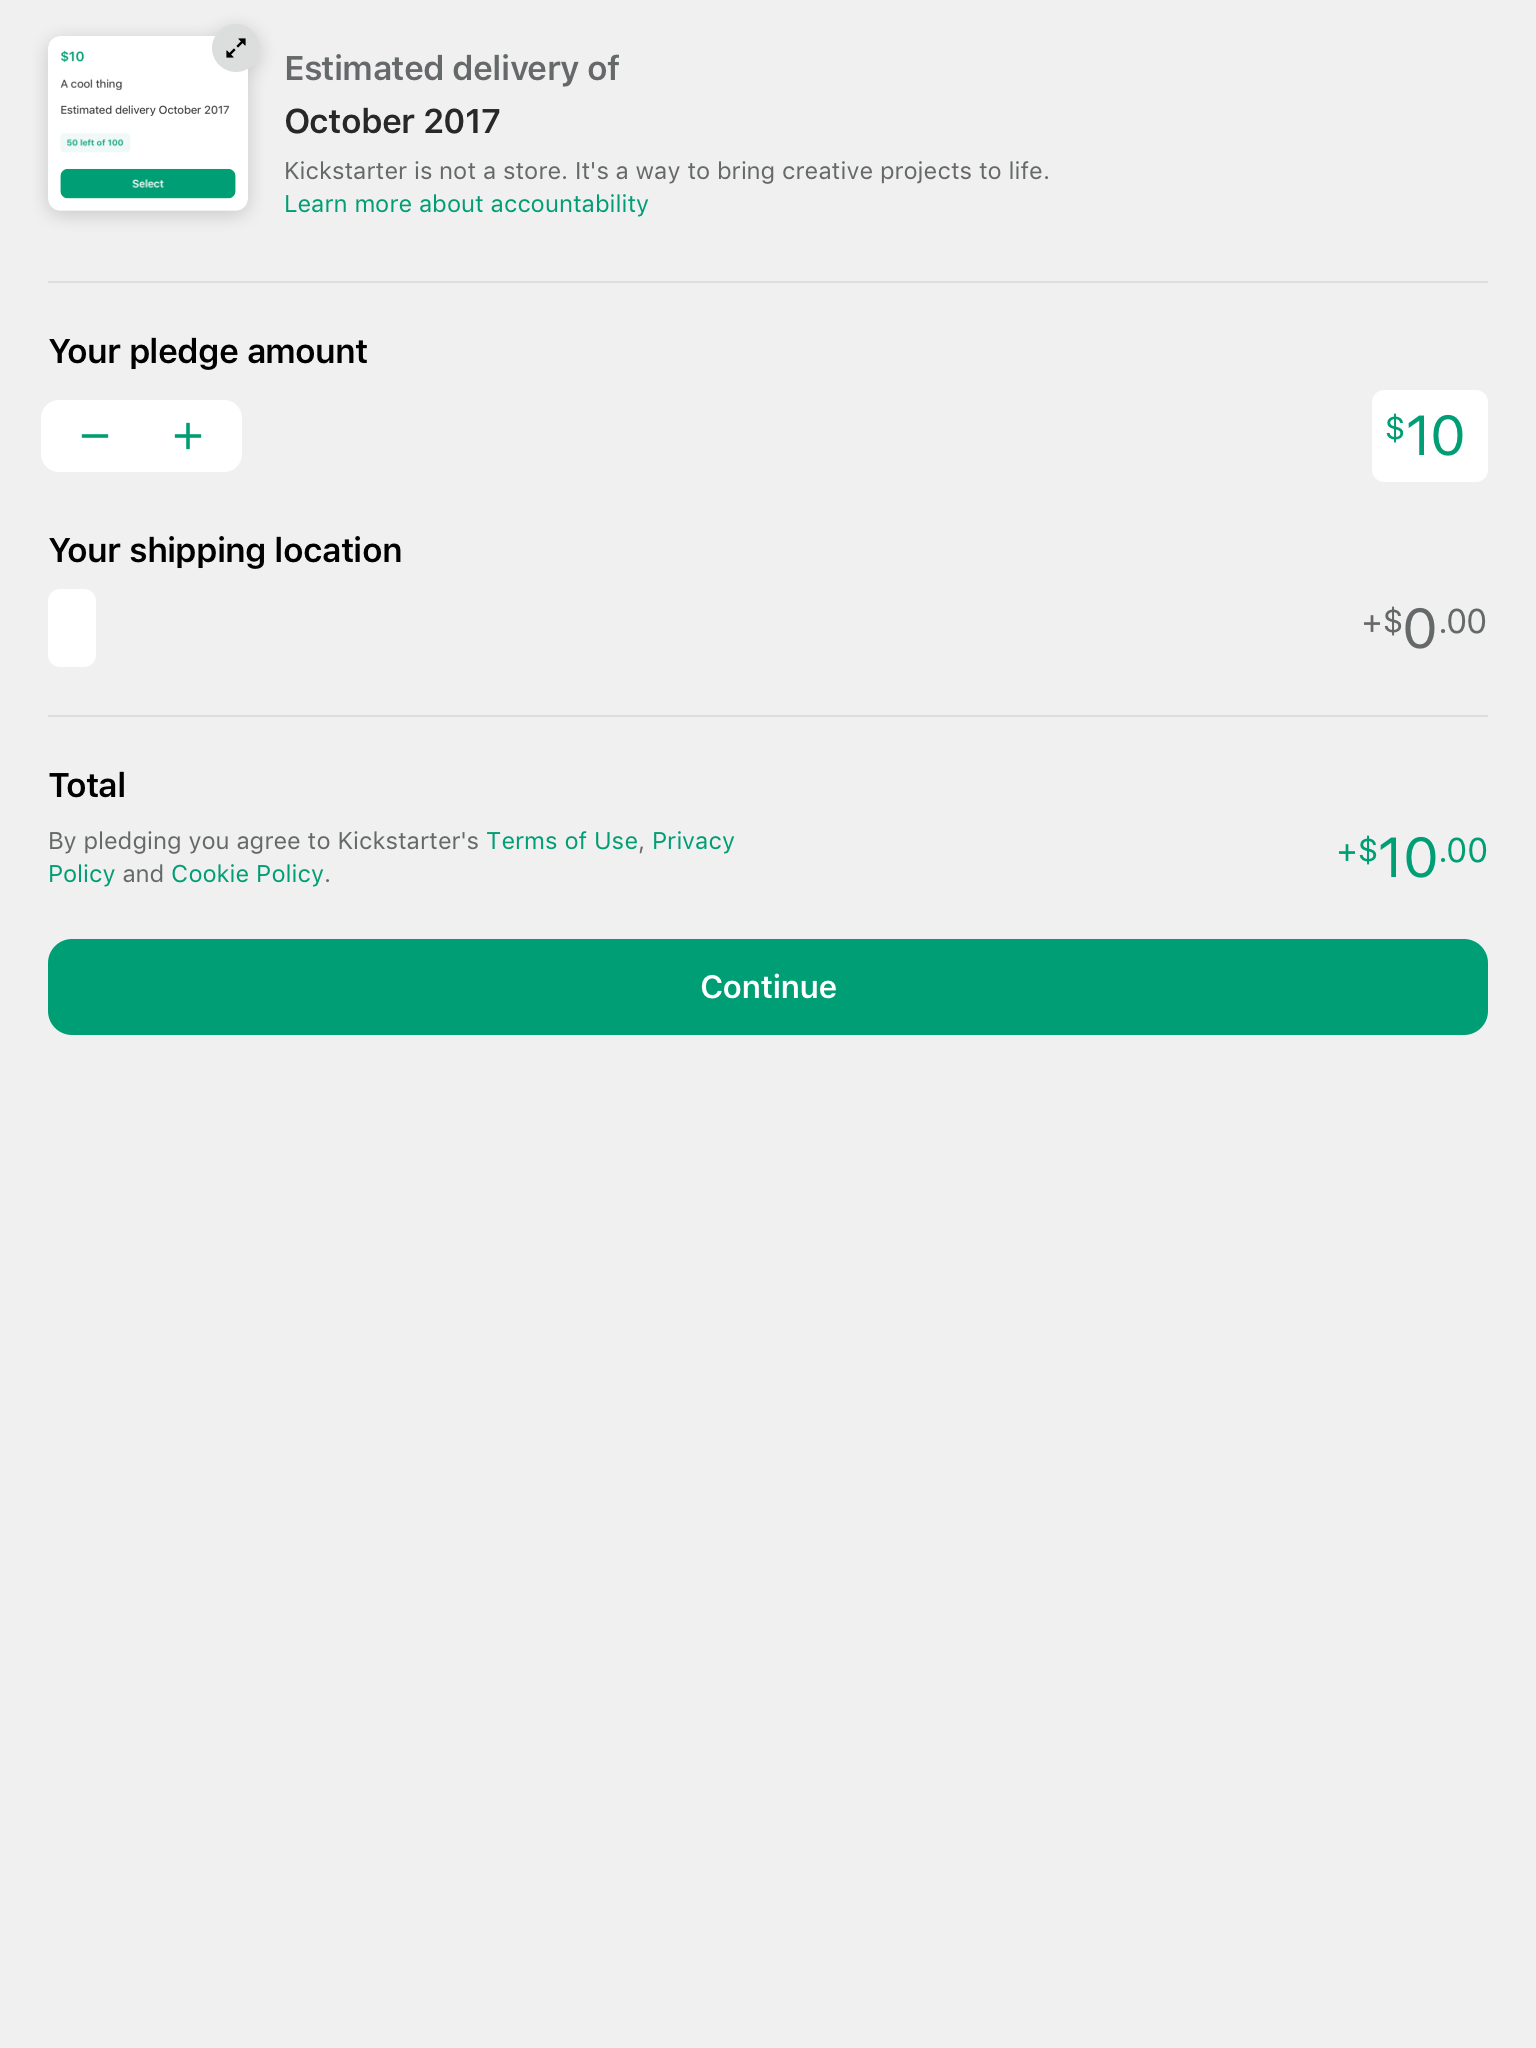 $10
A cool thing
Estimated delivery October 2017
50 left of 100
Select
Estimated delivery of
October 2017
Kickstarter is not a store. It's a way to bring creative projects to life.
Learn more about accountability
Your pledge amount
$10
Your shipping location
+$0.00
Total
By pledging you agree to Kickstarter's Terms of Use, Privacy
Policy and Cookie Policy.
+$10.00
Continue